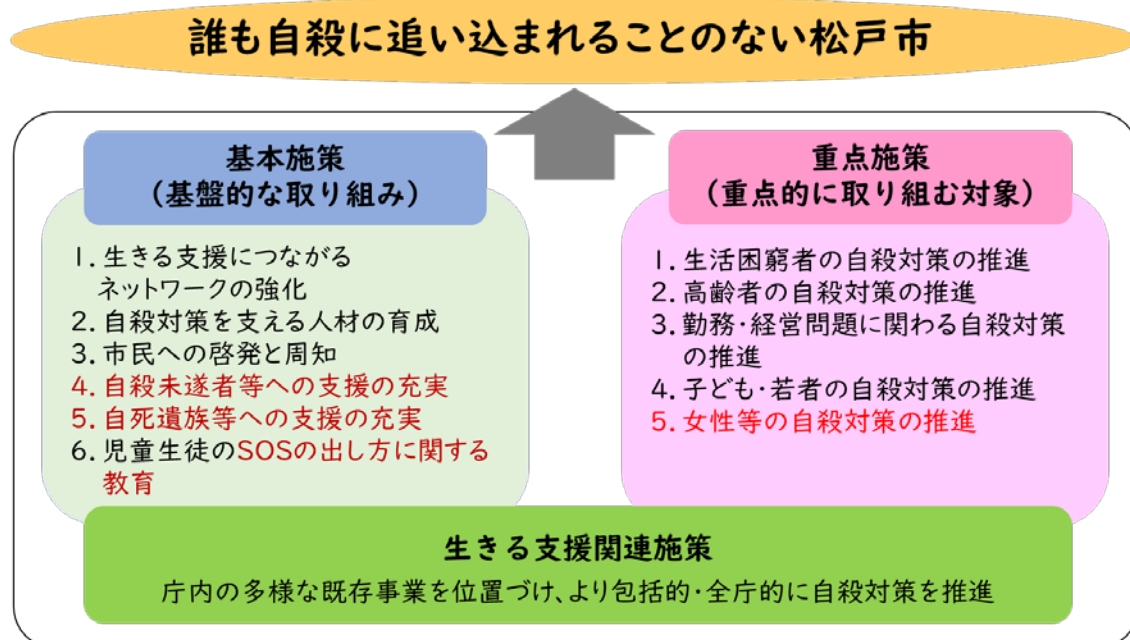 誰も自殺に追い込まれることのない松戸市
基本施策
(基盤的な取り組み)
1. 生きる支援につながる
ネットワークの強化
2. 自殺対策を支える人材の育成
3. 市民への啓発と周知
4. 自殺未遂者等への支援の充実
5. 自死遺族等への支援の充実
6. 児童生徒のSOSの出し方に関する
教育
重点施策
(重点的に取り組む対象)
1. 生活困窮者の自殺対策の推進
2. 高齢者の自殺対策の推進
3. 勤務・経営問題に関わる自殺対策
の推進
4. 子ども・若者の自殺対策の推進
5. 女性等の自殺対策の推進
生きる支援関連施策
庁内の多様な既存事業を位置づけ、より包括的・全庁的に自殺対策を推進